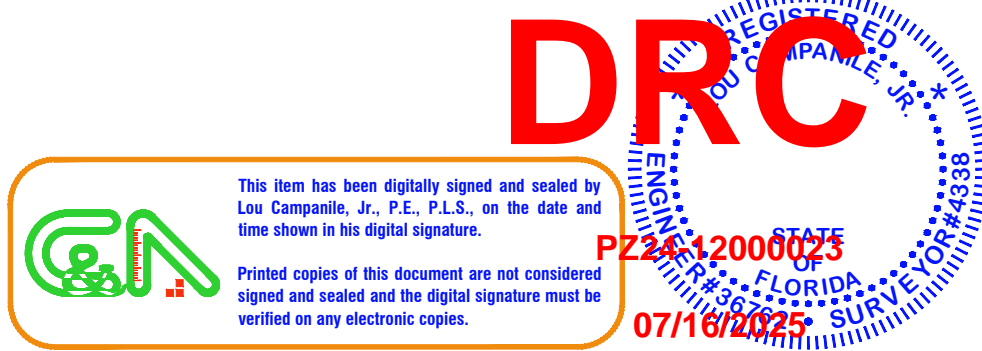 DRC
This item has been digitally signed and sealed by
Lou Campanile, Jr., P.E., P.L.S., on the date and
time shown in his digital signature.
Printed copies of this document are not considered
signed and sealed and the digital signature must be
verified on any electronic copies.
REGISTERED
LOU CAMPANILE, JR.
STATE
OF
FLORIDA
ENGINEER#36762
SURVEYOR#4338
PZ24-12000023
07/16/2025